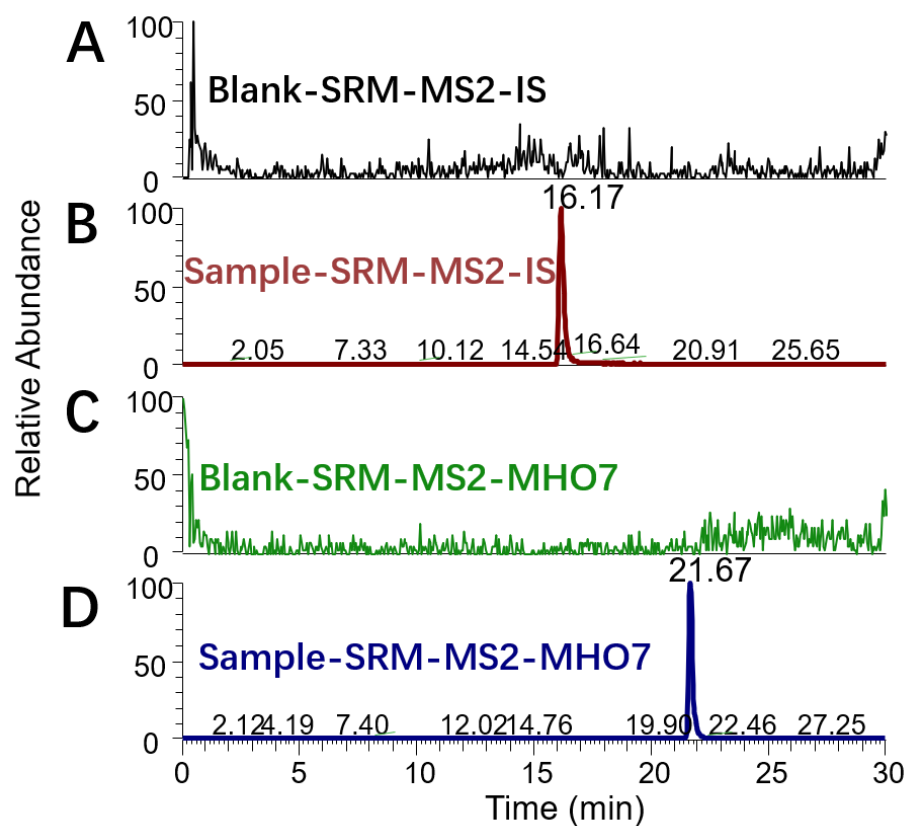 A
100
Blank-SRM-MS2-IS
50
0
16.17
B
100
Sample-SRM-MS2-IS
50
2.05 7.33 10.12 14.54 16.64 20.91 25.65
0
Relative Abundance
C
100
Blank-SRM-MS2-MHO7
50
0
21.67
D
100
Sample-SRM-MS2-MHO7
50
2.12 4.19 7.40 12.02 14.76 19.90 22.46 27.25
0
0 5 10 15 20 25 30
Time (min)